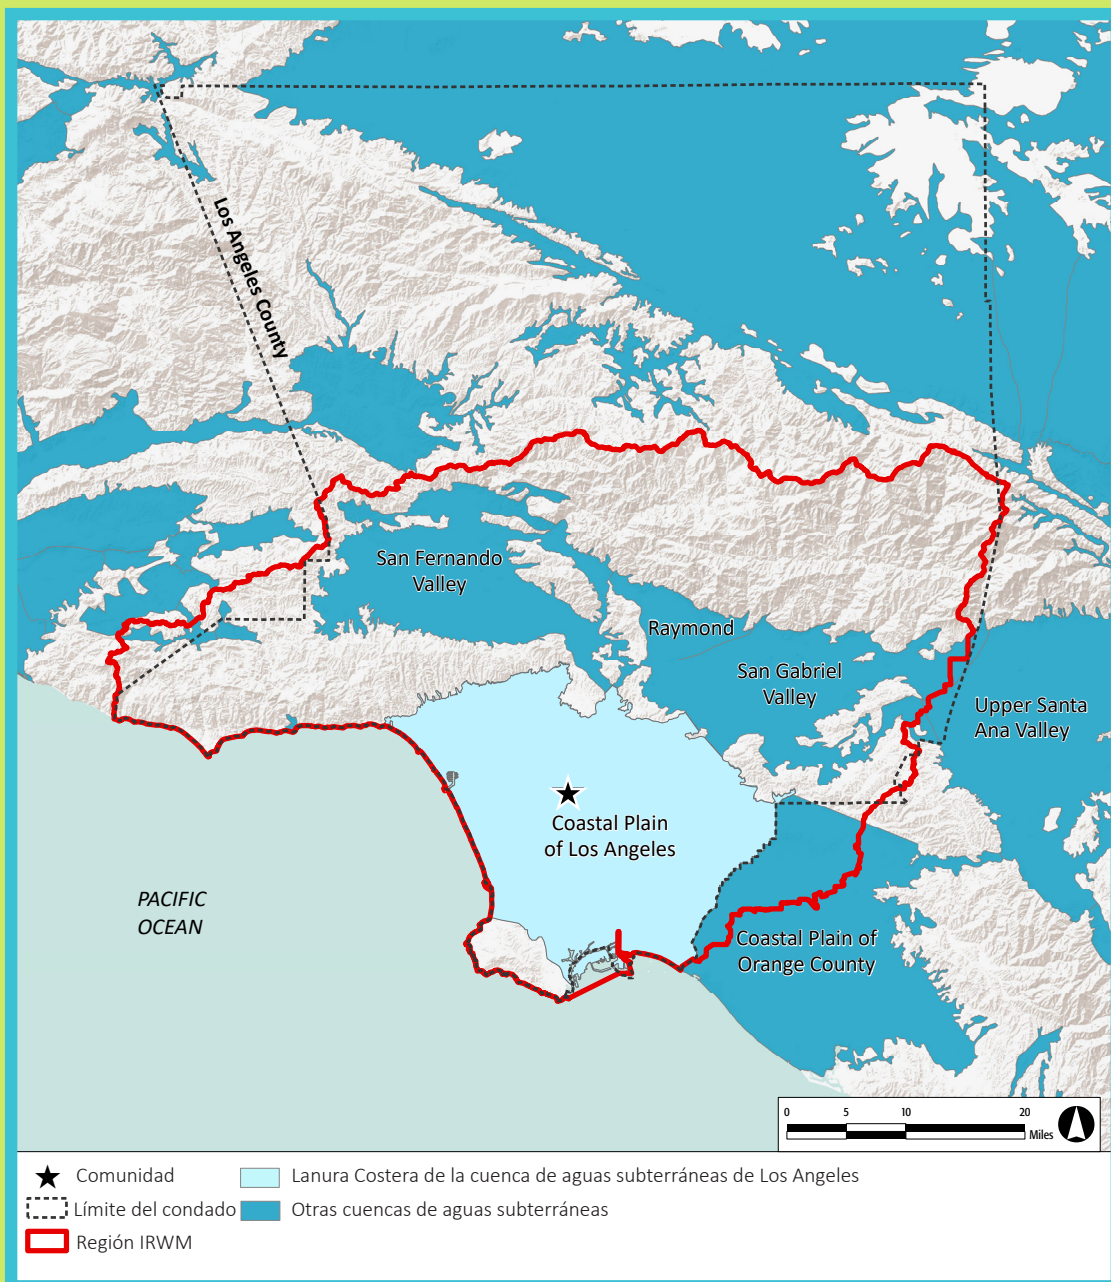 Los Angeles County
San Fernando
Valley
Raymond
San Gabriel
Valley
Upper Santa
Ana Valley
Coastal Plain
of Los Angeles
PACIFIC
OCEAN
Coastal Plain of
Orange County
0 5 10 20
Miles
Comunidad
Lanura Costera de la cuenca de aguas subterráneas de Los Angeles
Límite del condado
Otras cuencas de aguas subterráneas
Región IRWM